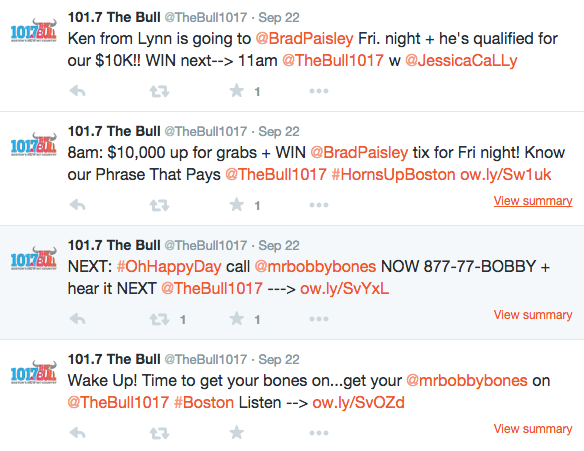 101.7 The Bull @TheBull1017 · Sep 22
Ken from Lynn is going to @BradPaisley Fri. night + he's qualified for
our $10K!! WIN next--> 11am @TheBull1017 w @JessicaCaLLy
1
101.7 The Bull @TheBull1017 · Sep 22
8am: $10,000 up for grabs + WIN @BradPaisley tix for Fri night! Know
our Phrase That Pays @TheBull1017 #HornsUpBoston ow.ly/Sw1uk
1
View summary
101.7 The Bull @TheBull1017 · Sep 22
NEXT: #OhHappyDay call @mrbobbybones NOW 877-77-BOBBY +
hear it NEXT @TheBull1017 ---> ow.ly/SvYxL
1 1
View summary
101.7 The Bull @TheBull1017 · Sep 22
Wake Up! Time to get your bones on...get your @mrbobbybones on
@TheBull1017 #Boston Listen --> ow.ly/SvOZd
View summary